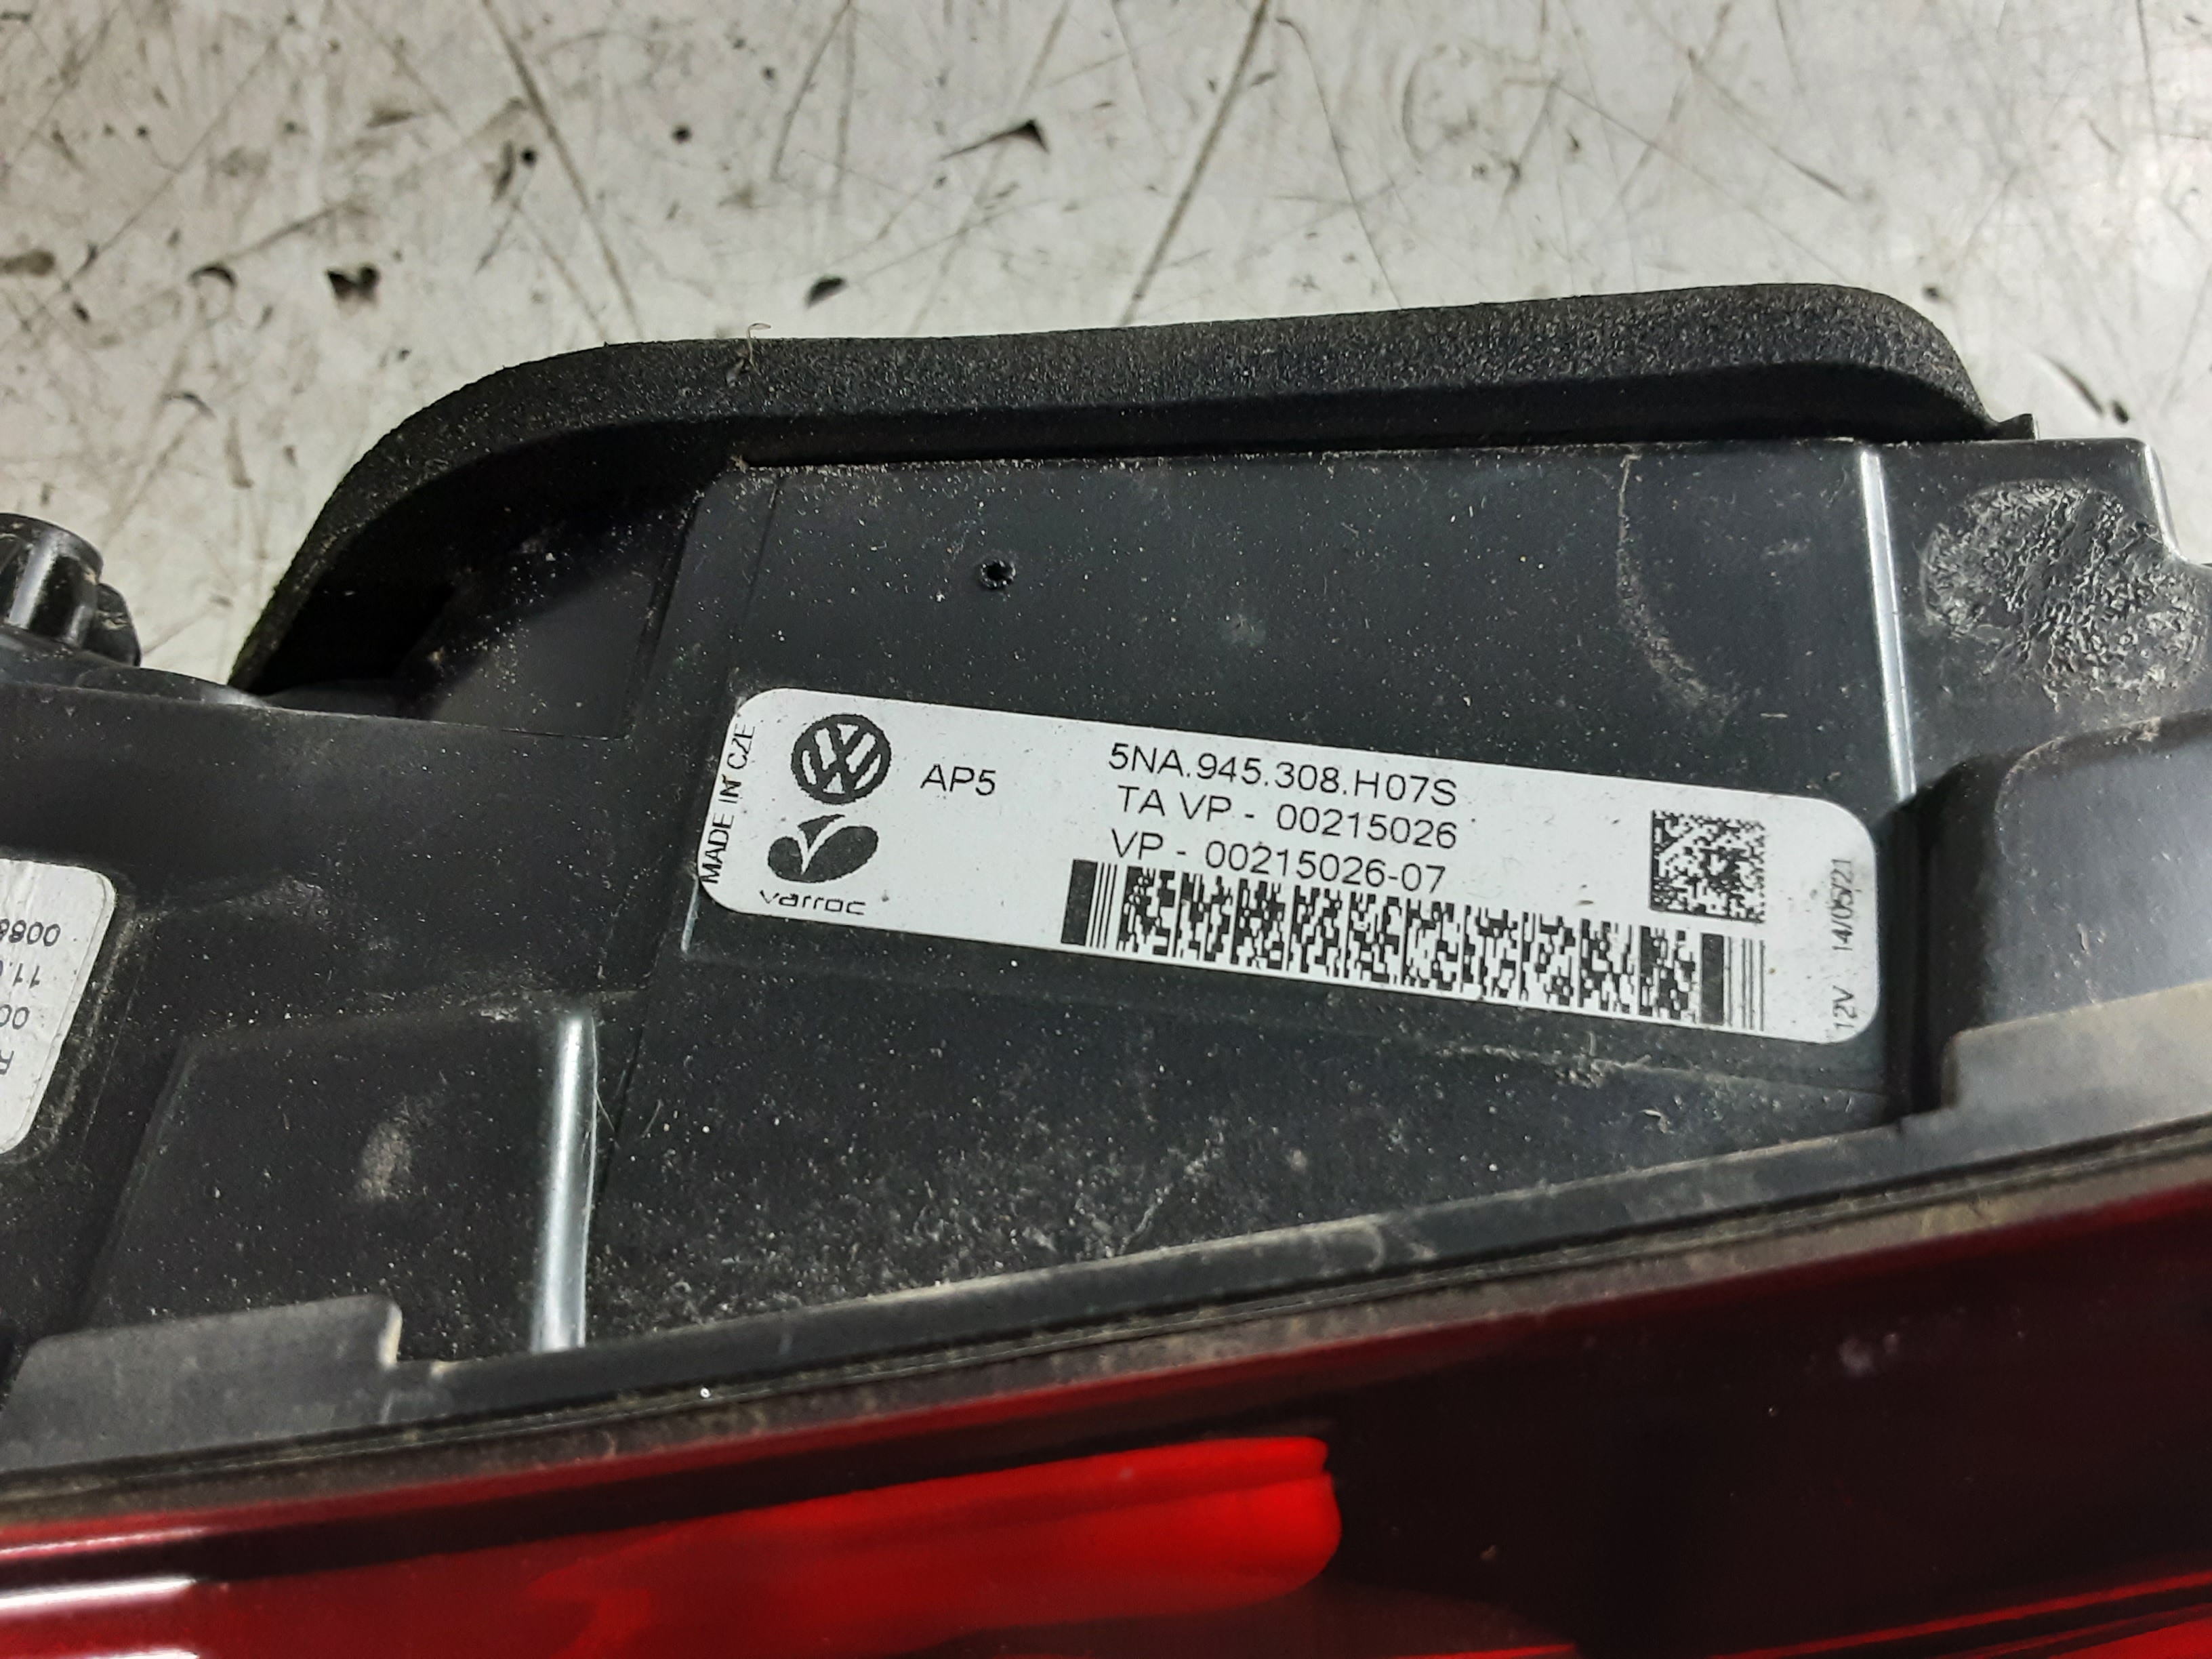 MADE IN CZE
AP5
varroc
5NA.945.308.H07S
TA VP - 00215026
VP - 00215026-07
12V 14/05/21
11.
R